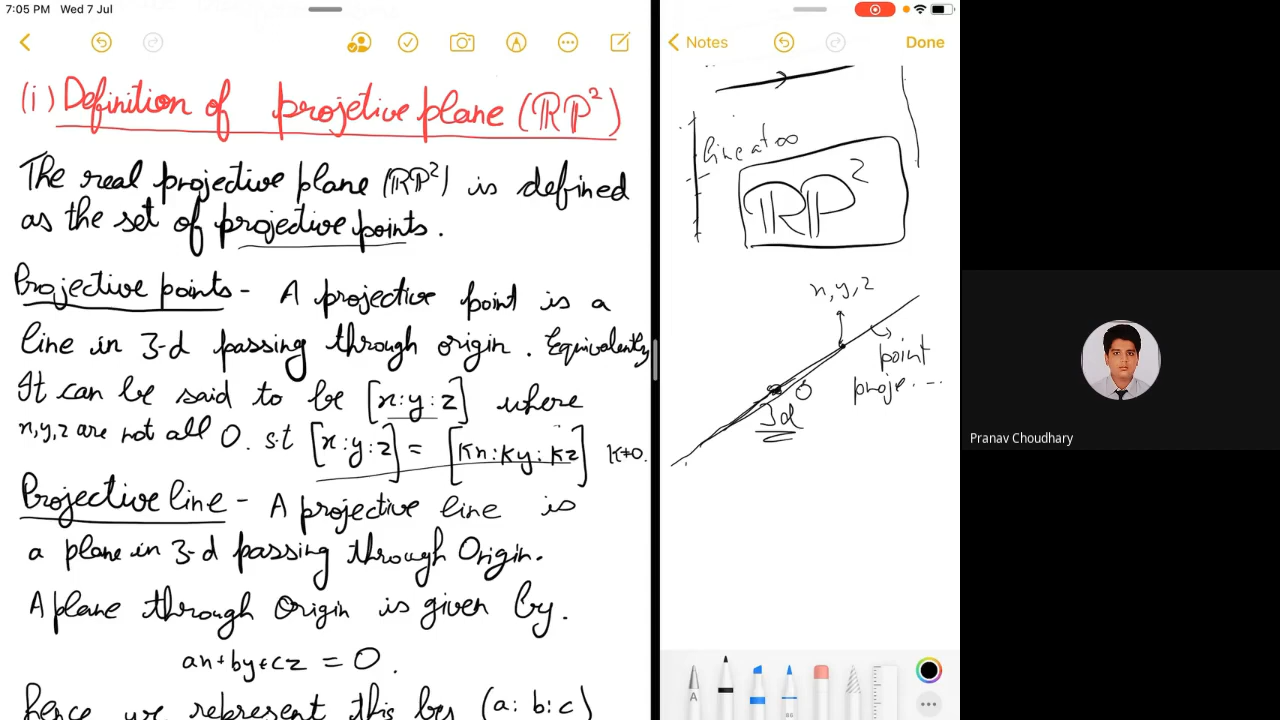 7:05 PM Wed 7 Jul
(i) Definition of projetive plane (RP²)
The real projective plane (RP²) is defined
as the set of projective points.
Projective points - A projective point is a
line in 3-d passing through origin. Equivalently
It can be said to be [x:y:z] where
x,y,z are not all 0. s.t [x:y:z] = [kx:ky:kz] k≠0.
Projective line - A projective line is
a plane in 3-d passing through Origin.
A plane through Origin is given by.
ax+by+cz = 0.
hence we represent this by (a:b:c)
Notes
Done
line at ∞
RP²
x,y,z
point
proje...
O
3d
Pranav Choudhary